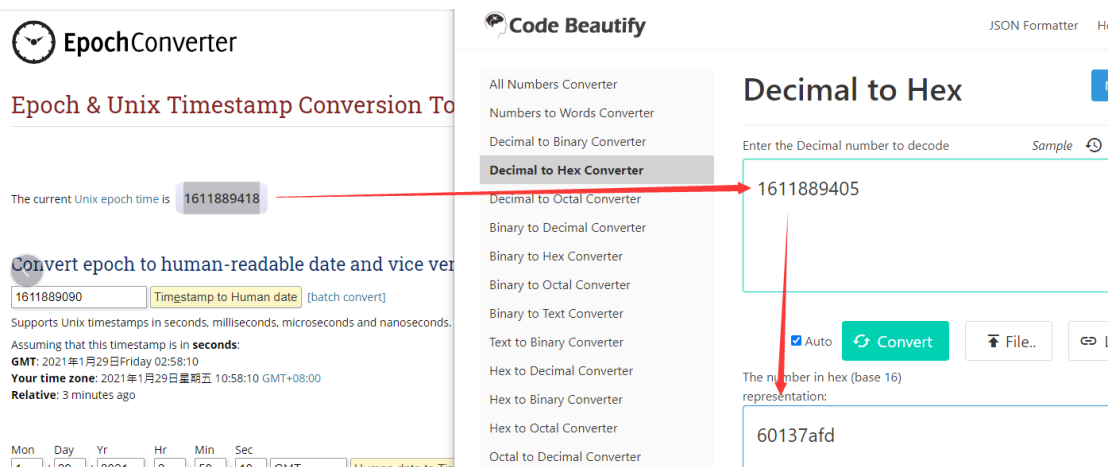 EpochConverter
Epoch & Unix Timestamp Conversion To
The current Unix epoch time is 1611889418
Convert epoch to human-readable date and vice ver
1611889090 Timestamp to Human date [batch convert]
Supports Unix timestamps in seconds, milliseconds, microseconds and nanoseconds.
Assuming that this timestamp is in seconds:
GMT: 2021年1月29日Friday 02:58:10
Your time zone: 2021年1月29日星期五 10:58:10 GMT+08:00
Relative: 3 minutes ago
Mon Day Yr Hr Min Sec
Code Beautify
JSON Formatter
All Numbers Converter
Numbers to Words Converter
Decimal to Binary Converter
Decimal to Hex Converter
Decimal to Octal Converter
Binary to Decimal Converter
Binary to Hex Converter
Binary to Octal Converter
Binary to Text Converter
Text to Binary Converter
Hex to Decimal Converter
Hex to Binary Converter
Hex to Octal Converter
Octal to Decimal Converter
Decimal to Hex
Enter the Decimal number to decode Sample
1611889405
Auto Convert File..
The number in hex (base 16)
representation:
60137afd